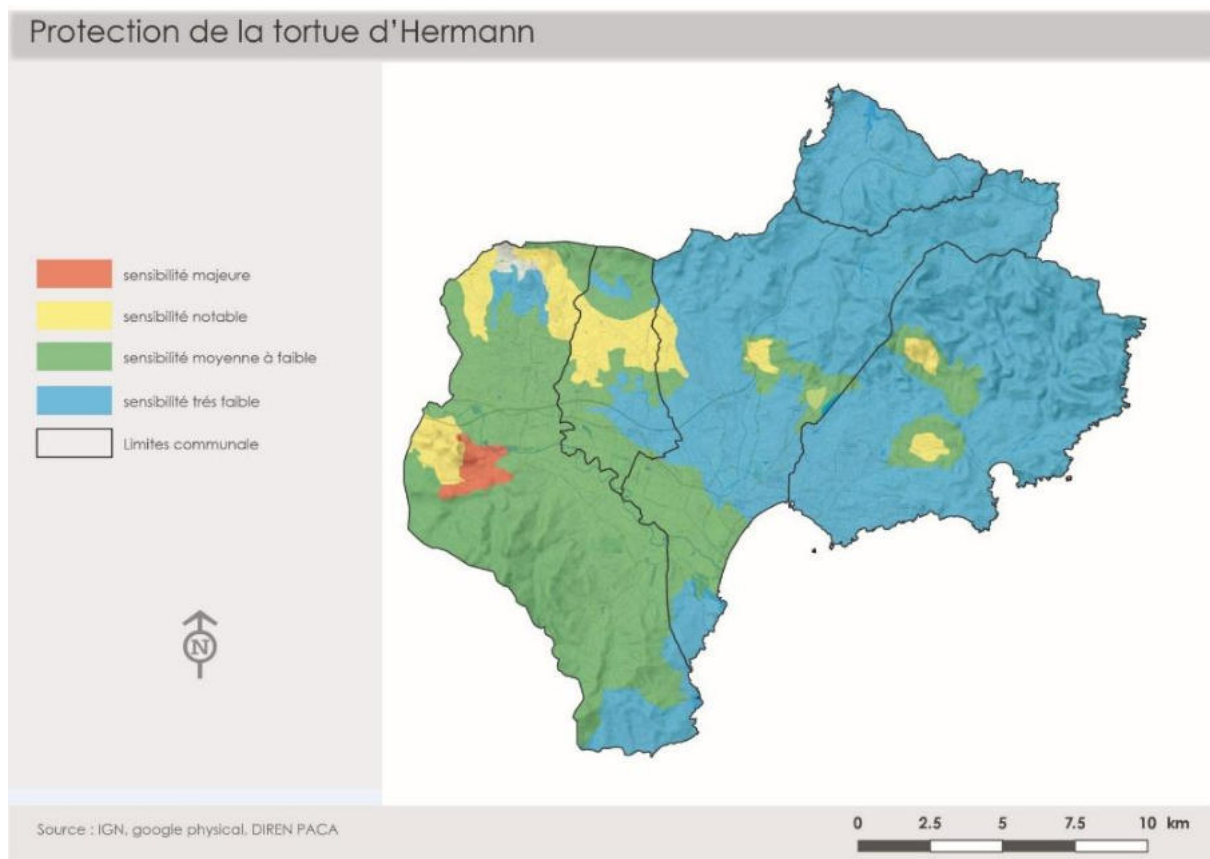 Protection de la tortue d'Hermann
sensibilité majeure
sensibilité notable
sensibilité moyenne à faible
sensibilité trés faible
Limites communale
N
Source : IGN, google physical, DIREN PACA
0 2.5 5 7.5 10 km